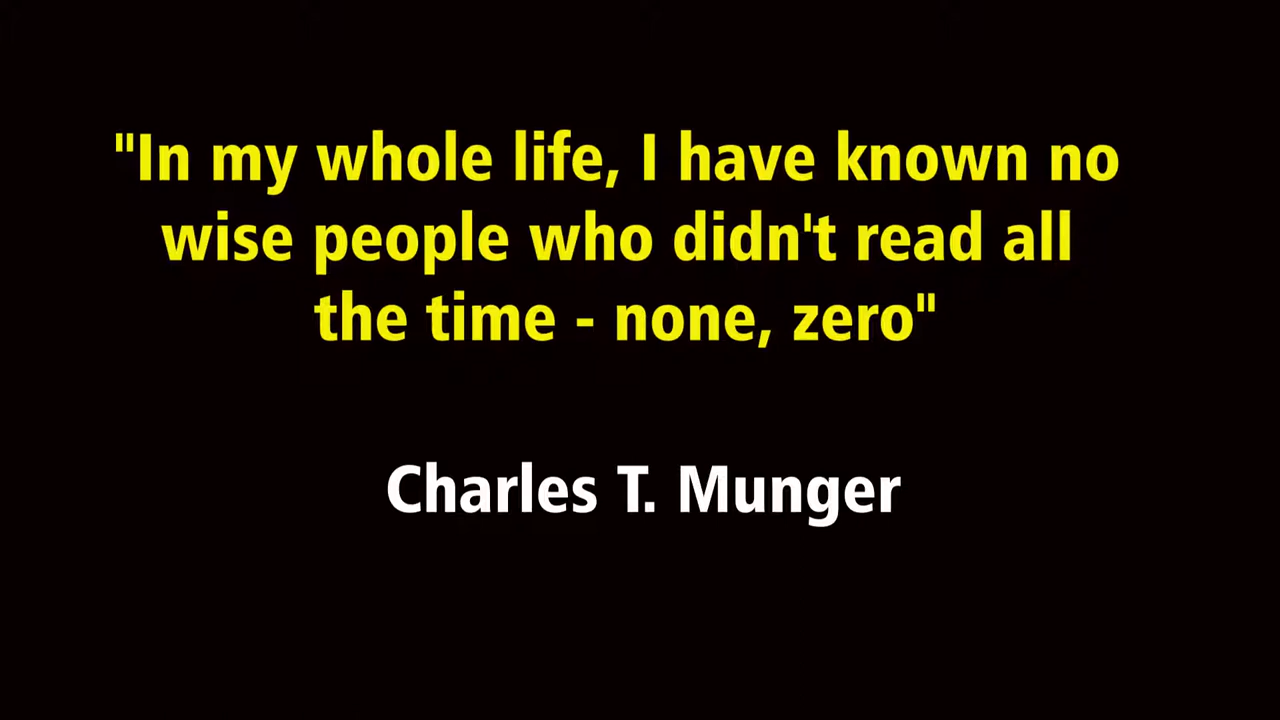 "In my whole life, I have known no
wise people who didn't read all
the time - none, zero"
Charles T. Munger